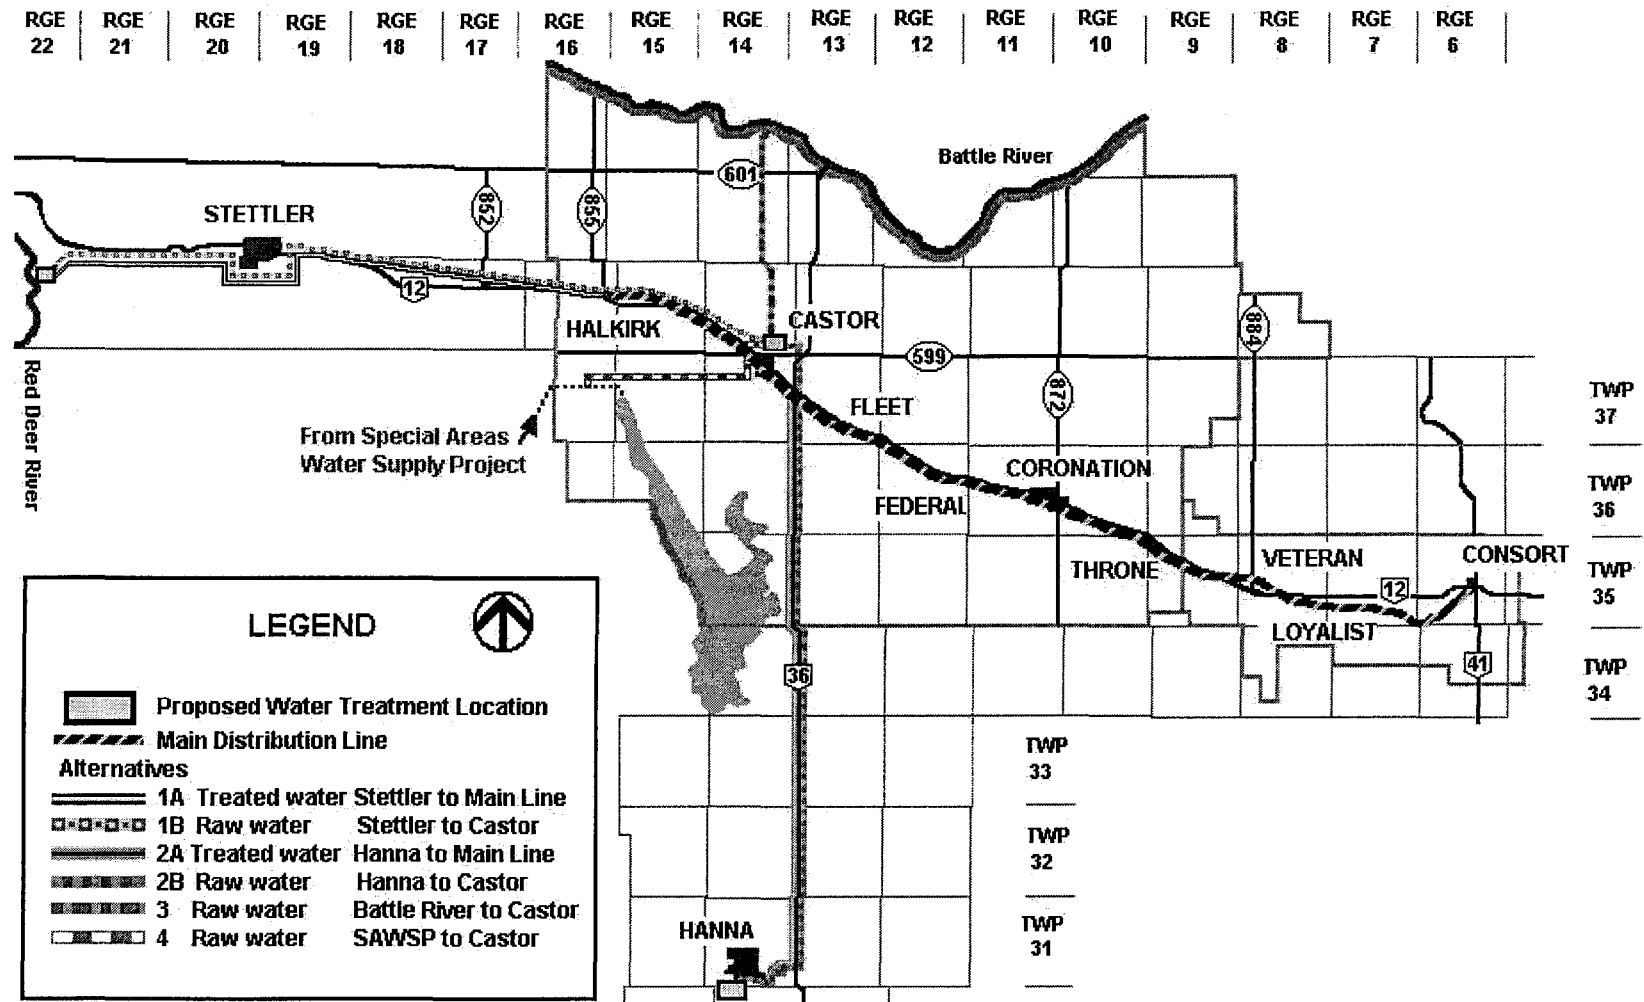 RGE RGE RGE RGE RGE RGE RGE RGE RGE RGE RGE RGE RGE RGE RGE RGE RGE
22 21 20 19 18 17 16 15 14 13 12 11 10 9 8 7 6
Battle River
601
STETTLER
852
855
12
HALKIRK
CASTOR
599
884
872
Red Deer River
FLEET
TWP
37
From Special Areas
Water Supply Project
CORONATION
FEDERAL
TWP
36
THRONE
VETERAN
CONSORT
12
TWP
35
LOYALIST
41
TWP
34
36
TWP
33
TWP
32
TWP
31
HANNA
LEGEND
Proposed Water Treatment Location
Main Distribution Line
Alternatives
1A Treated water Stettler to Main Line
1B Raw water Stettler to Castor
2A Treated water Hanna to Main Line
2B Raw water Hanna to Castor
3 Raw water Battle River to Castor
4 Raw water SAWSP to Castor